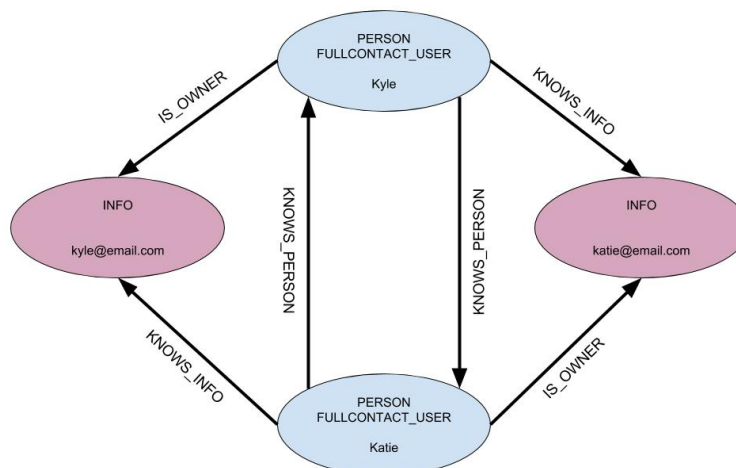 PERSON
FULLCONTACT_USER
Kyle
IS_OWNER
KNOWS_INFO
INFO
kyle@email.com
KNOWS_PERSON
KNOWS_PERSON
INFO
katie@email.com
KNOWS_INFO
IS_OWNER
PERSON
FULLCONTACT_USER
Katie